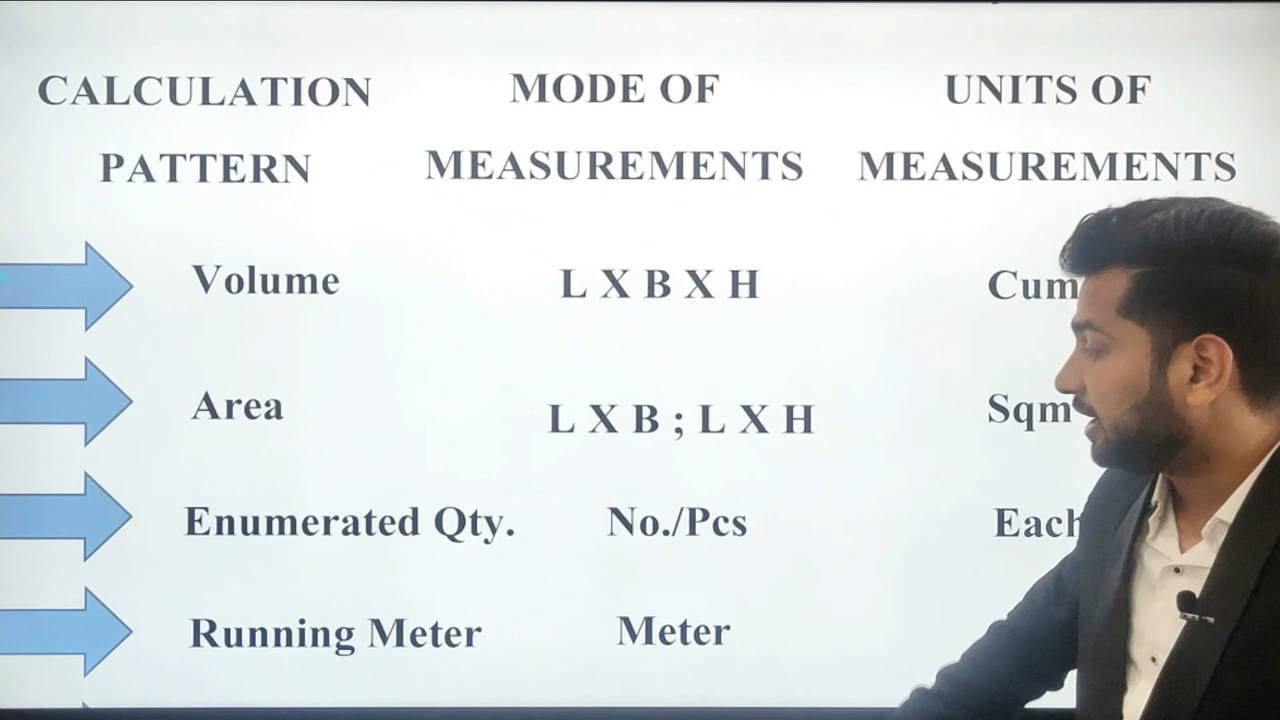 CALCULATION PATTERN
MODE OF MEASUREMENTS
UNITS OF MEASUREMENTS
Volume L X B X H Cum
Area L X B ; L X H Sqm
Enumerated Qty. No./Pcs Each
Running Meter Meter